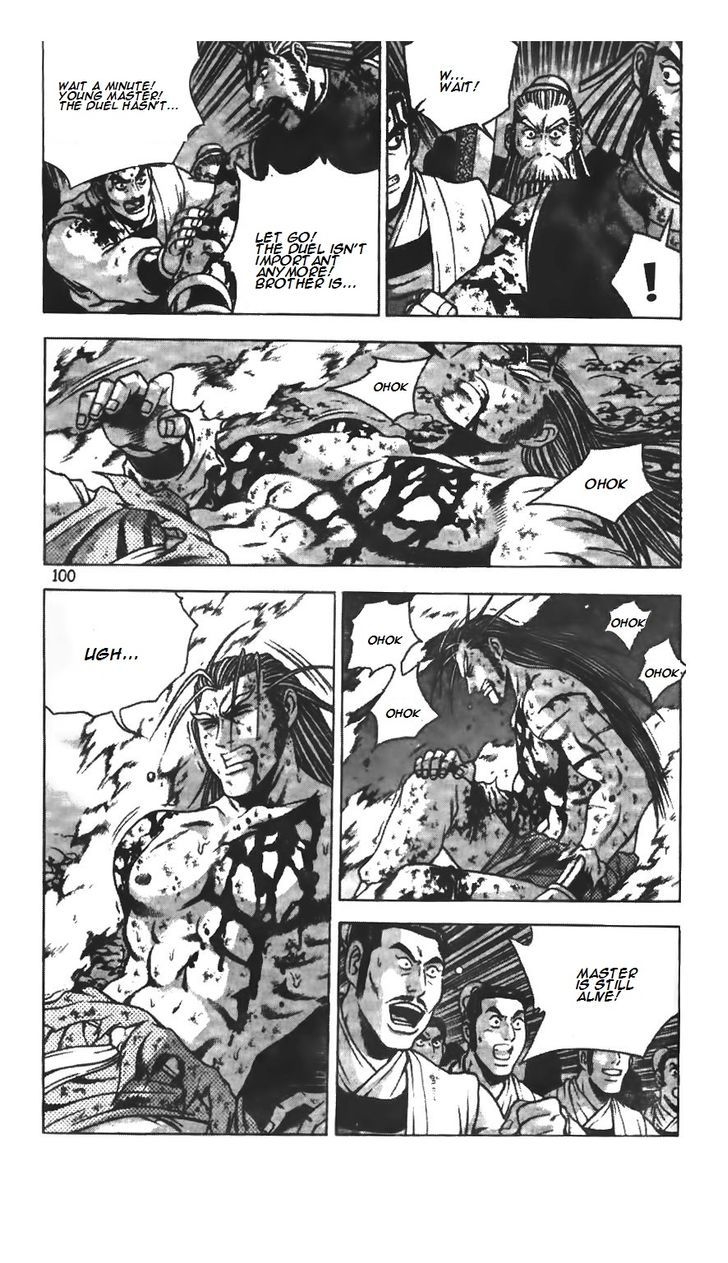 WAIT A MINUTE!
YOUNG MASTER!
THE DUEL HASN'T...
LET GO!
THE DUEL ISN'T
IMPORTANT
ANYMORE!
BROTHER IS...
W...
WAIT!
!
OHOK
OHOK
100
UGH...
OHOK
OHOK
OHOK
OHOK
MASTER
IS STILL
ALIVE!